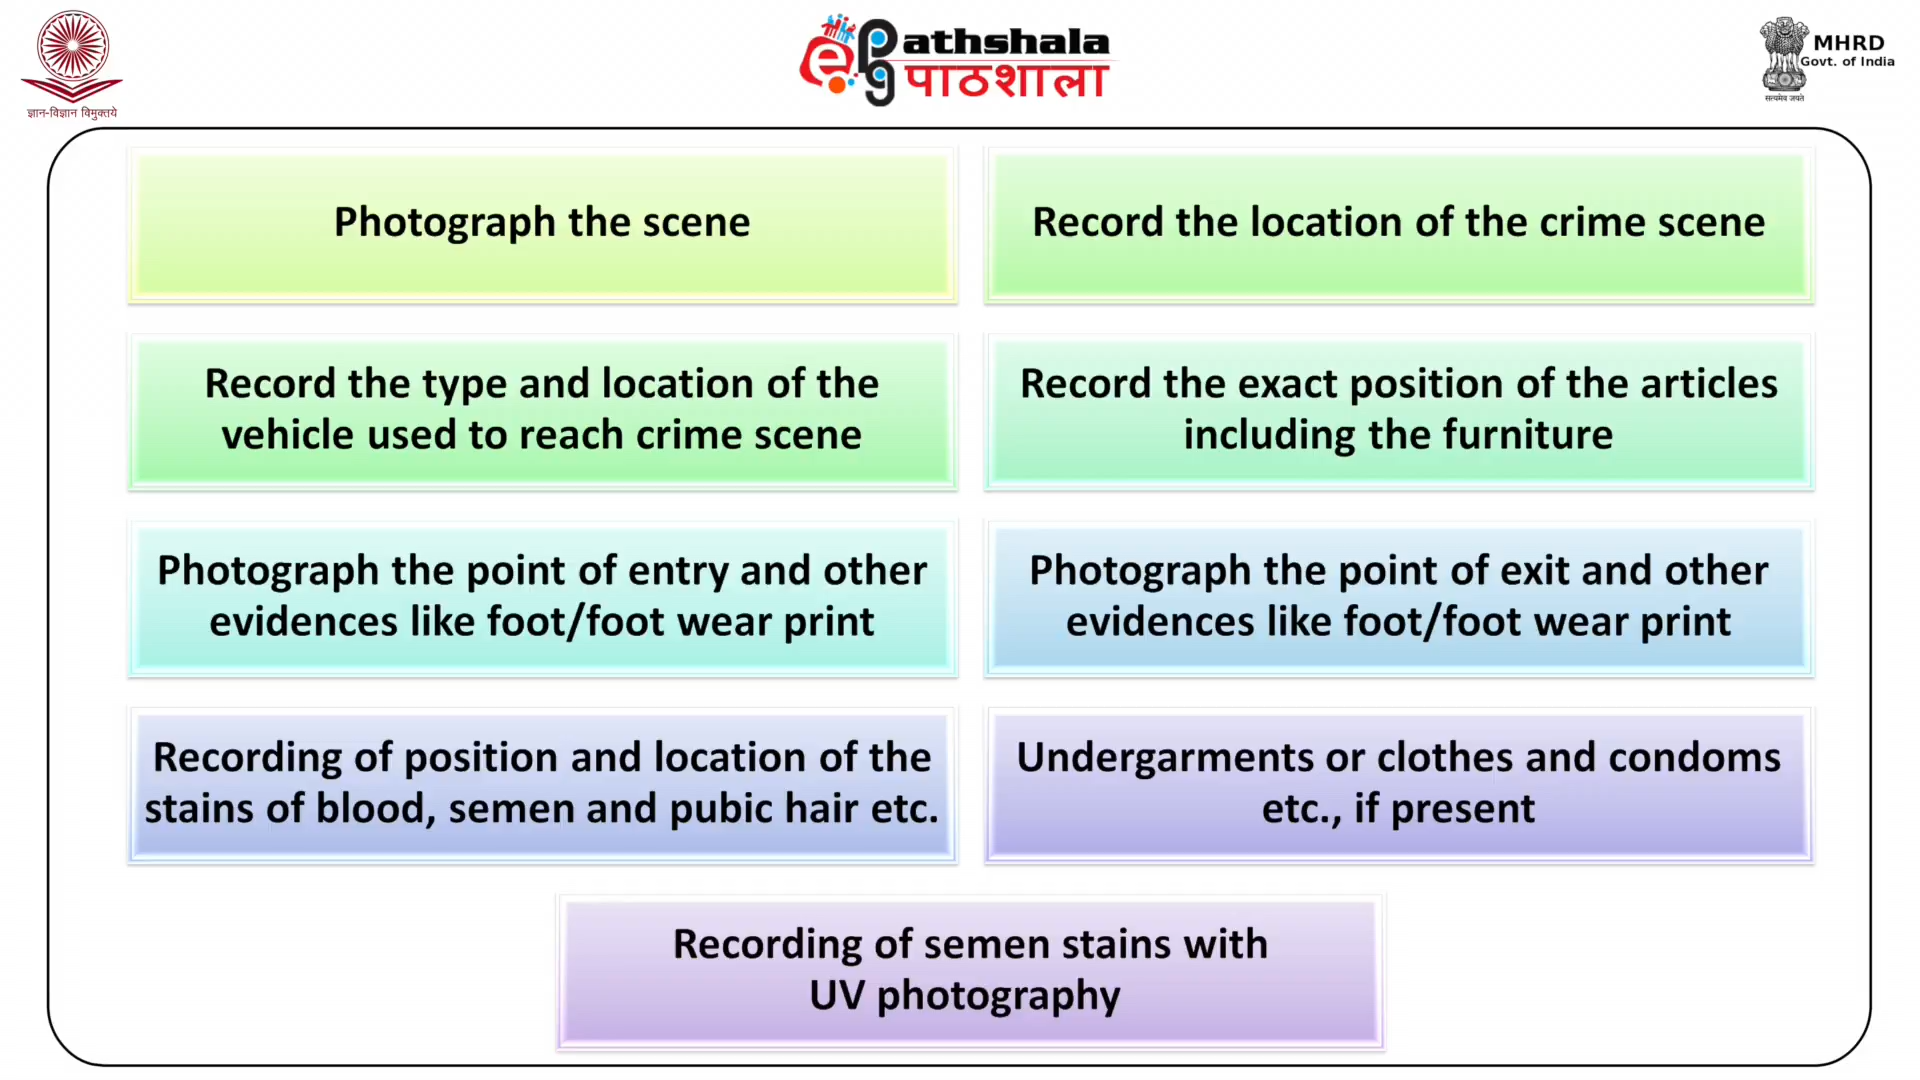 ज्ञान-विज्ञान विमुक्तये
e
PG
athshala
पाठशाला
MHRD
Govt. of India
सत्यमेव जयते
Photograph the scene
Record the location of the crime scene
Record the type and location of the
vehicle used to reach crime scene
Record the exact position of the articles
including the furniture
Photograph the point of entry and other
evidences like foot/foot wear print
Photograph the point of exit and other
evidences like foot/foot wear print
Recording of position and location of the
stains of blood, semen and pubic hair etc.
Undergarments or clothes and condoms
etc., if present
Recording of semen stains with
UV photography